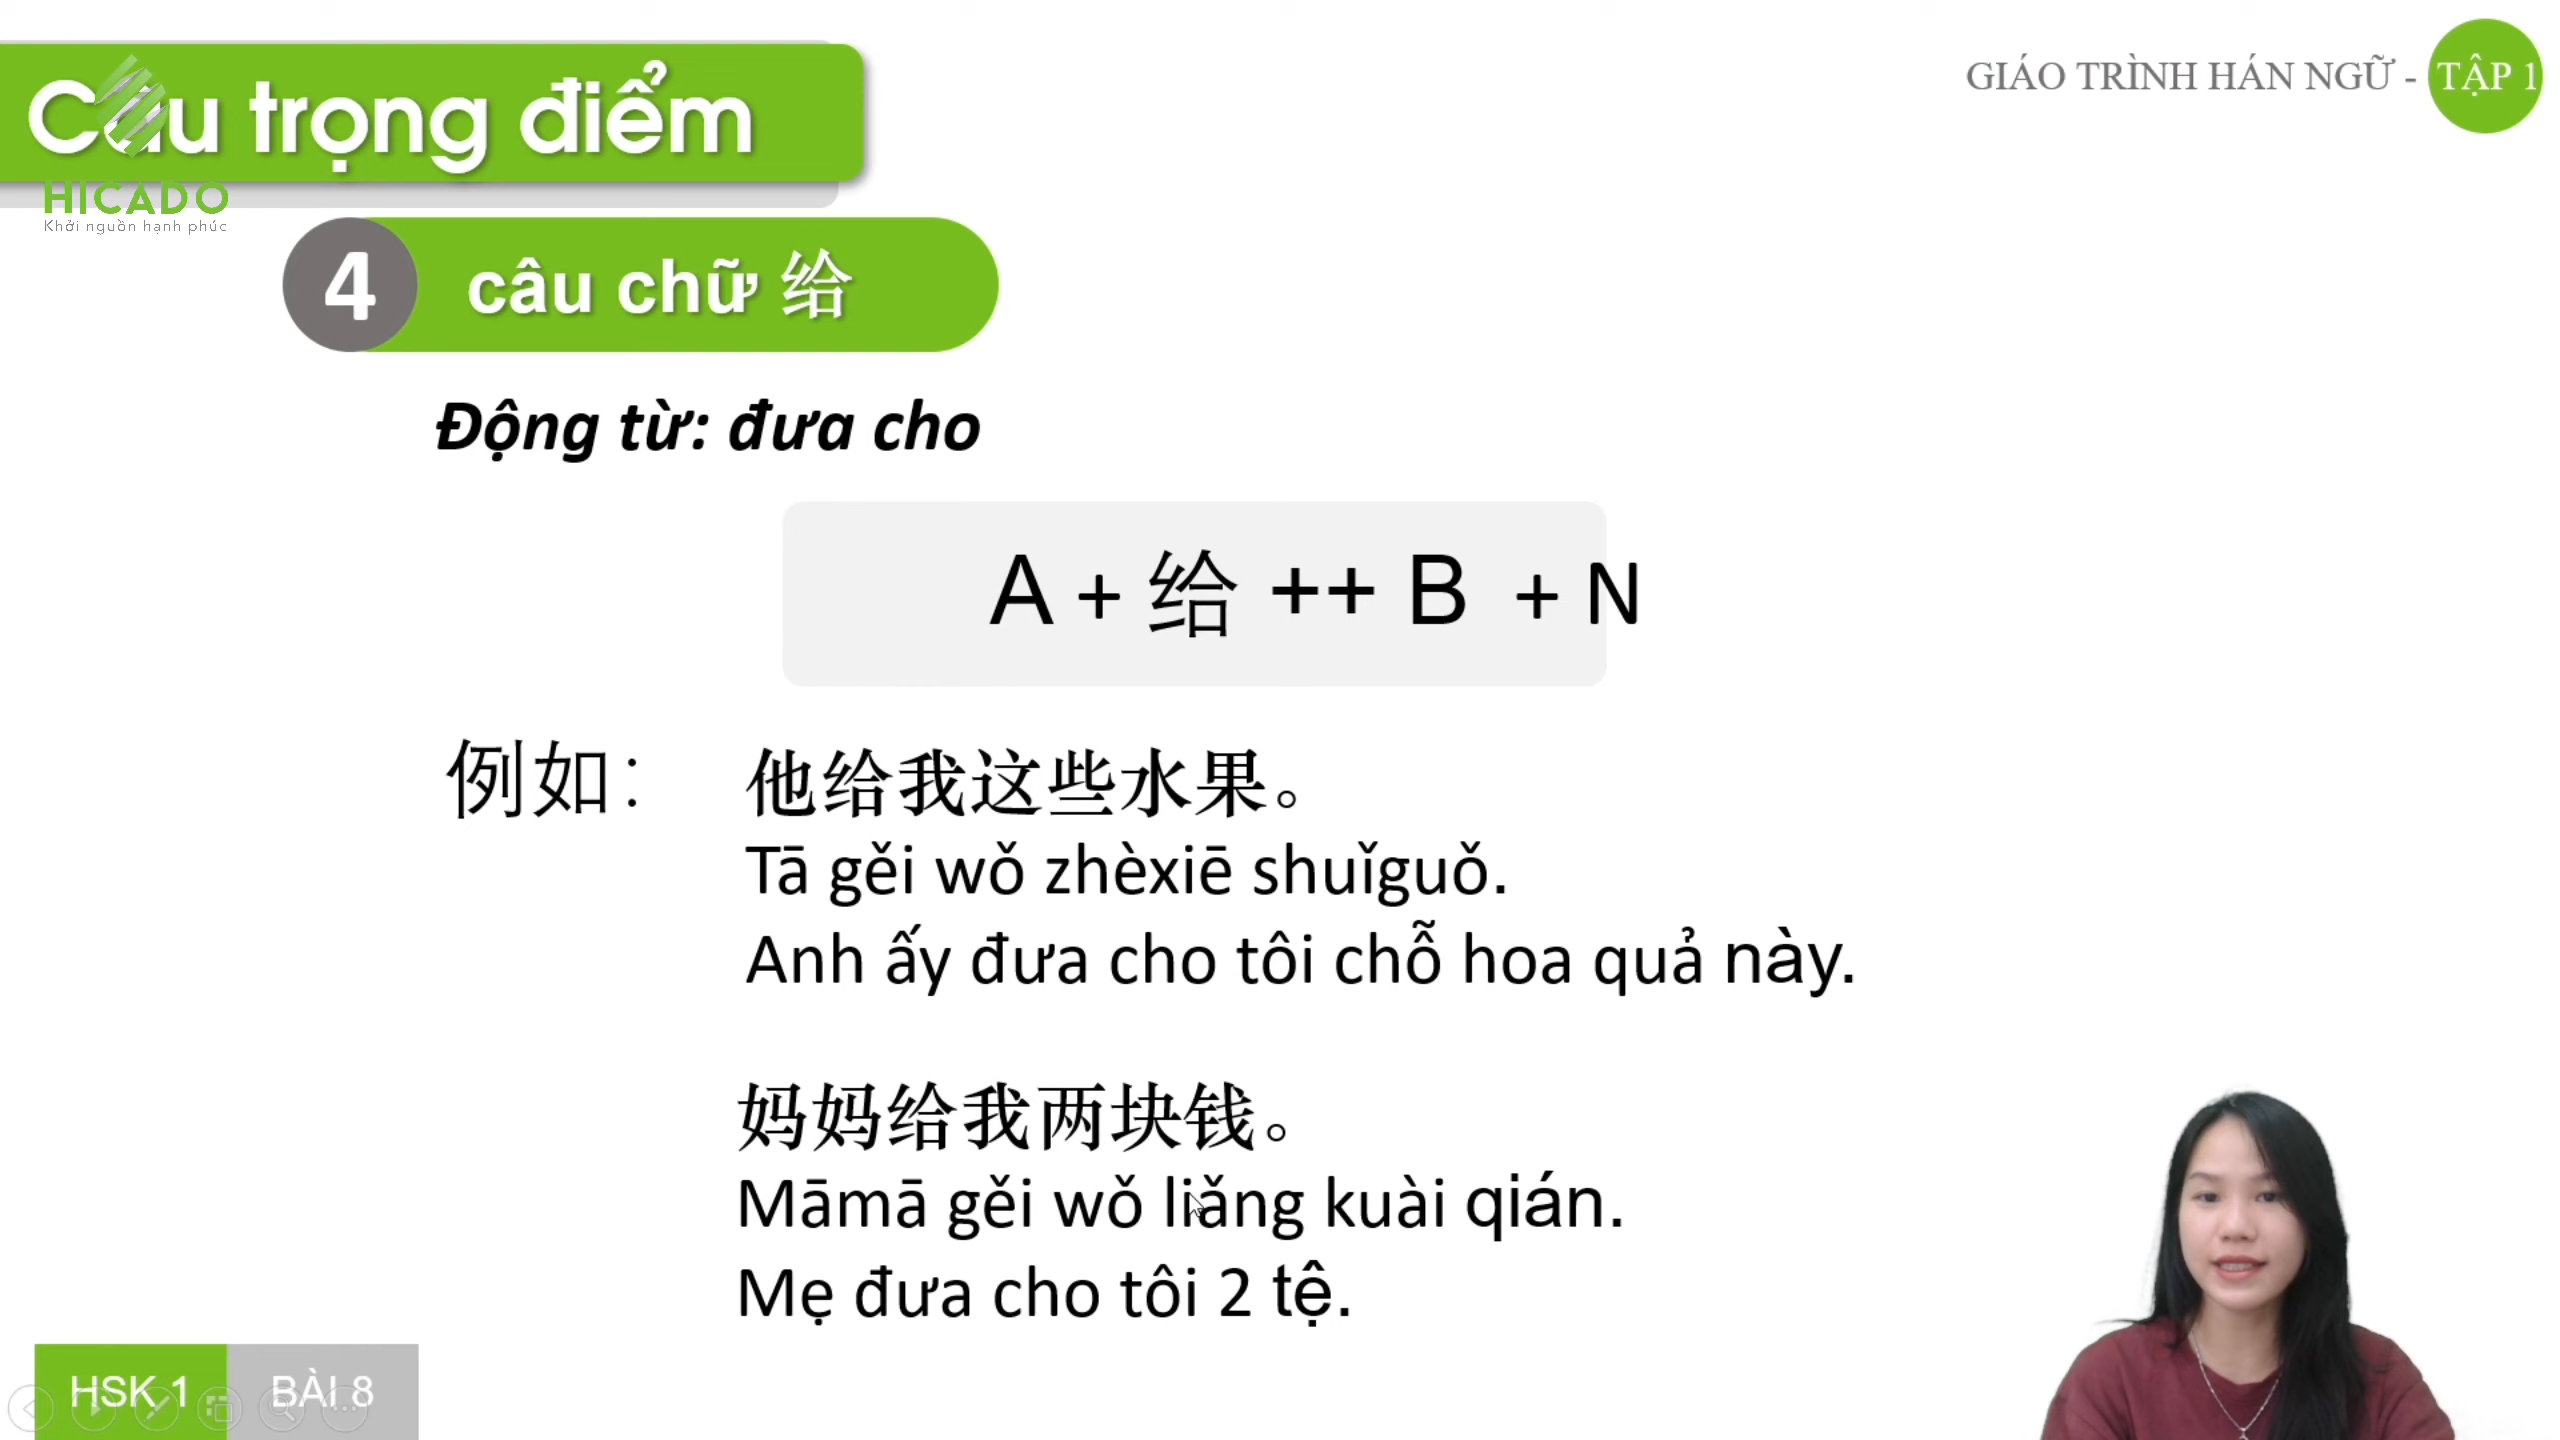 Câu trọng điểm
HICADO
Khởi nguồn hạnh phúc
GIÁO TRÌNH HÁN NGỮ - TẬP 1
4 câu chữ 给
Động từ: đưa cho
A + 给 ++ B + N
例如：
他给我这些水果。
Tā gěi wǒ zhèxiē shuǐguǒ.
Anh ấy đưa cho tôi chỗ hoa quả này.
妈妈给我两块钱。
Māmā gěi wǒ liǎng kuài qián.
Mẹ đưa cho tôi 2 tệ.
HSK 1 BÀI 8